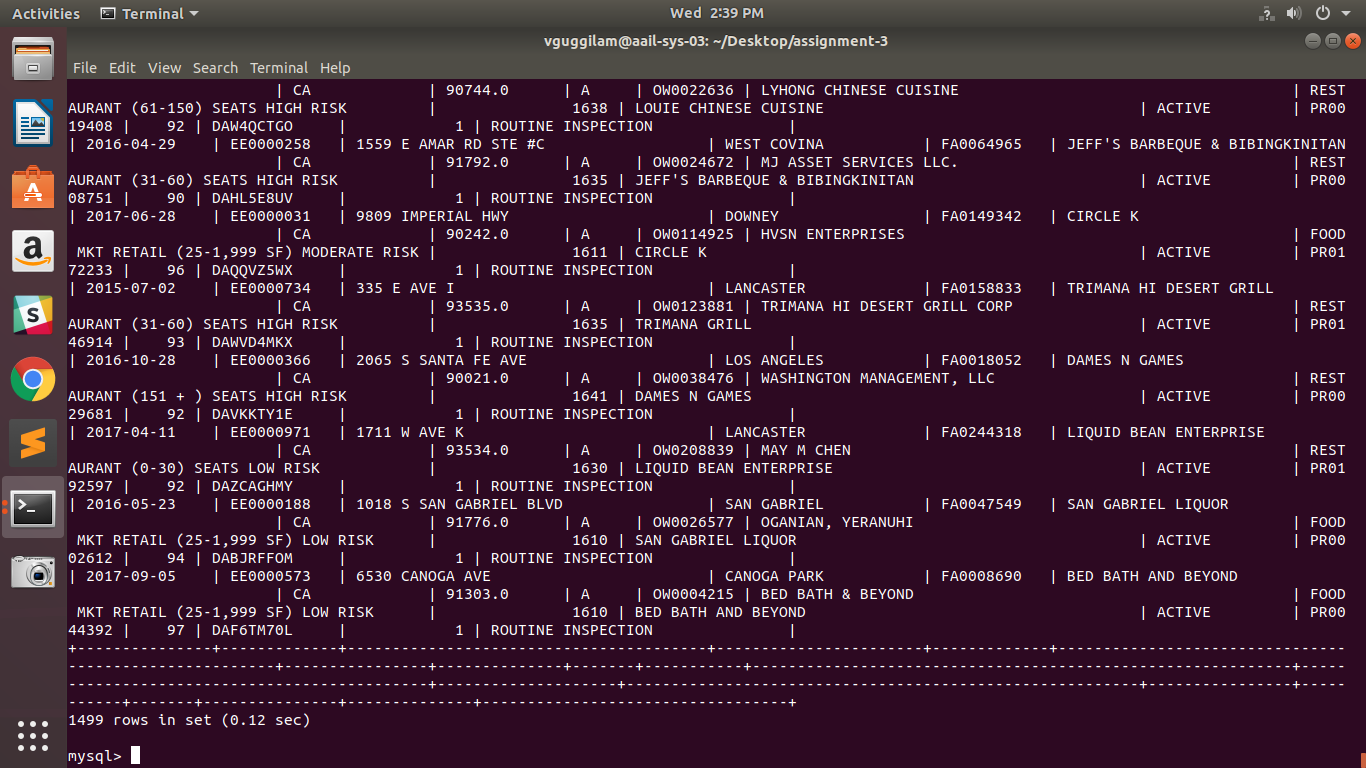 Activities Terminal Wed 2:39 PM
vguggilam@aail-sys-03: ~/Desktop/assignment-3
File Edit View Search Terminal Help
| CA | 90744.0 | A | OW0022636 | LYHONG CHINESE CUISINE | REST
AURANT (61-150) SEATS HIGH RISK | 1638 | LOUIE CHINESE CUISINE | ACTIVE | PR00
19408 | 92 | DAW4QCTGO | 1 | ROUTINE INSPECTION |
| 2016-04-29 | EE0000258 | 1559 E AMAR RD STE #C | WEST COVINA | FA0064965 | JEFF'S BARBEQUE & BIBINGKINITAN
| CA | 91792.0 | A | OW0024672 | MJ ASSET SERVICES LLC. | REST
AURANT (31-60) SEATS HIGH RISK | 1635 | JEFF'S BARBEQUE & BIBINGKINITAN | ACTIVE | PR00
08751 | 90 | DAHL5E8UV | 1 | ROUTINE INSPECTION |
| 2017-06-28 | EE0000031 | 9809 IMPERIAL HWY | DOWNEY | FA0149342 | CIRCLE K
| CA | 90242.0 | A | OW0114925 | HVSN ENTERPRISES | FOOD
MKT RETAIL (25-1,999 SF) MODERATE RISK | 1611 | CIRCLE K | ACTIVE | PR01
72233 | 96 | DAQQVZ5WX | 1 | ROUTINE INSPECTION |
| 2015-07-02 | EE0000734 | 335 E AVE I | LANCASTER | FA0158833 | TRIMANA HI DESERT GRILL
| CA | 93535.0 | A | OW0123881 | TRIMANA HI DESERT GRILL CORP | REST
AURANT (31-60) SEATS HIGH RISK | 1635 | TRIMANA GRILL | ACTIVE | PR01
46914 | 93 | DAWVD4MKX | 1 | ROUTINE INSPECTION |
| 2016-10-28 | EE0000366 | 2065 S SANTA FE AVE | LOS ANGELES | FA0018052 | DAMES N GAMES
| CA | 90021.0 | A | OW0038476 | WASHINGTON MANAGEMENT, LLC | REST
AURANT (151 + ) SEATS HIGH RISK | 1641 | DAMES N GAMES | ACTIVE | PR00
29681 | 92 | DAVKKTY1E | 1 | ROUTINE INSPECTION |
| 2017-04-11 | EE0000971 | 1711 W AVE K | LANCASTER | FA0244318 | LIQUID BEAN ENTERPRISE
| CA | 93534.0 | A | OW0208839 | MAY M CHEN | REST
AURANT (0-30) SEATS LOW RISK | 1630 | LIQUID BEAN ENTERPRISE | ACTIVE | PR01
92597 | 92 | DAZCAGHMY | 1 | ROUTINE INSPECTION |
| 2016-05-23 | EE0000188 | 1018 S SAN GABRIEL BLVD | SAN GABRIEL | FA0047549 | SAN GABRIEL LIQUOR
| CA | 91776.0 | A | OW0026577 | OGANIAN, YERANUHI | FOOD
MKT RETAIL (25-1,999 SF) LOW RISK | 1610 | SAN GABRIEL LIQUOR | ACTIVE | PR00
02612 | 94 | DABJRFFOM | 1 | ROUTINE INSPECTION |
| 2017-09-05 | EE0000573 | 6530 CANOGA AVE | CANOGA PARK | FA0008690 | BED BATH AND BEYOND
| CA | 91303.0 | A | OW0004215 | BED BATH & BEYOND | FOOD
MKT RETAIL (25-1,999 SF) LOW RISK | 1610 | BED BATH AND BEYOND | ACTIVE | PR00
44392 | 97 | DAF6TM70L | 1 | ROUTINE INSPECTION |
1499 rows in set (0.12 sec)
mysql>